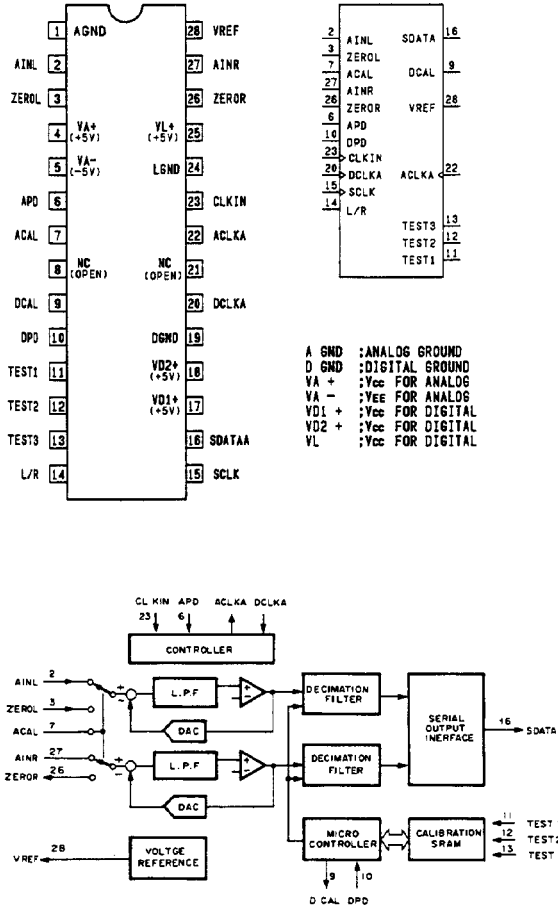 1 AGND 28 VREF
AINL 2 27 AINR
ZEROL 3 26 ZEROR
4 VA+ (+5V) VL+ (+5V) 25
5 VA- (-5V) LGND 24
APD 6 23 CLKIN
ACAL 7 22 ACLKA
8 NC (OPEN) NC (OPEN) 21
DCAL 9 20 DCLKA
DPD 10 DGND 19
TEST1 11 VD2+ (+5V) 18
TEST2 12 VD1+ (+5V) 17
TEST3 13 16 SDATAA
L/R 14 15 SCLK
2 AINL SDATA 16
3 ZEROL
7 ACAL DCAL 9
27 AINR
26 ZEROR VREF 28
6 APD
10 DPD
23 CLKIN
20 DCLKA ACLKA 22
15 SCLK
14 L/R
TEST3 13
TEST2 12
TEST1 11
A GND :ANALOG GROUND
D GND :DIGITAL GROUND
VA + :Vcc FOR ANALOG
VA - :VEE FOR ANALOG
VD1 + :Vcc FOR DIGITAL
VD2 + :Vcc FOR DIGITAL
VL :Vcc FOR DIGITAL
CLKIN APD ACLKA DCLKA
23 6
CONTROLLER
AINL 2
ZEROL 3
ACAL 7
AINR 27
ZEROR 26
+ -
L.P.F
+ -
DAC
+ -
L.P.F
+ -
DAC
DECIMATION
FILTER
DECIMATION
FILTER
SERIAL
OUTPUT
INERFACE
16 SDATA
VREF 28
VOLTGE
REFERENCE
MICRO
CONTROLLER
CALIBRATION
SRAM
11 TEST
12 TEST2
13 TEST
9 10
D CAL DPD